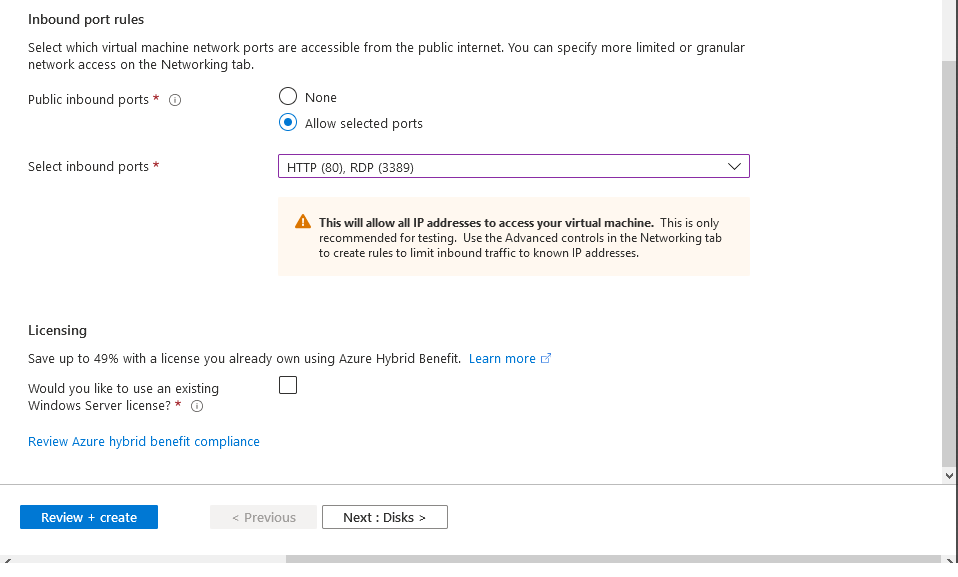 Inbound port rules
Select which virtual machine network ports are accessible from the public internet. You can specify more limited or granular
network access on the Networking tab.
Public inbound ports *
None
Allow selected ports
Select inbound ports *
HTTP (80), RDP (3389)
This will allow all IP addresses to access your virtual machine. This is only
recommended for testing. Use the Advanced controls in the Networking tab
to create rules to limit inbound traffic to known IP addresses.
Licensing
Save up to 49% with a license you already own using Azure Hybrid Benefit. Learn more
Would you like to use an existing
Windows Server license? *
Review Azure hybrid benefit compliance
Review + create
< Previous
Next : Disks >